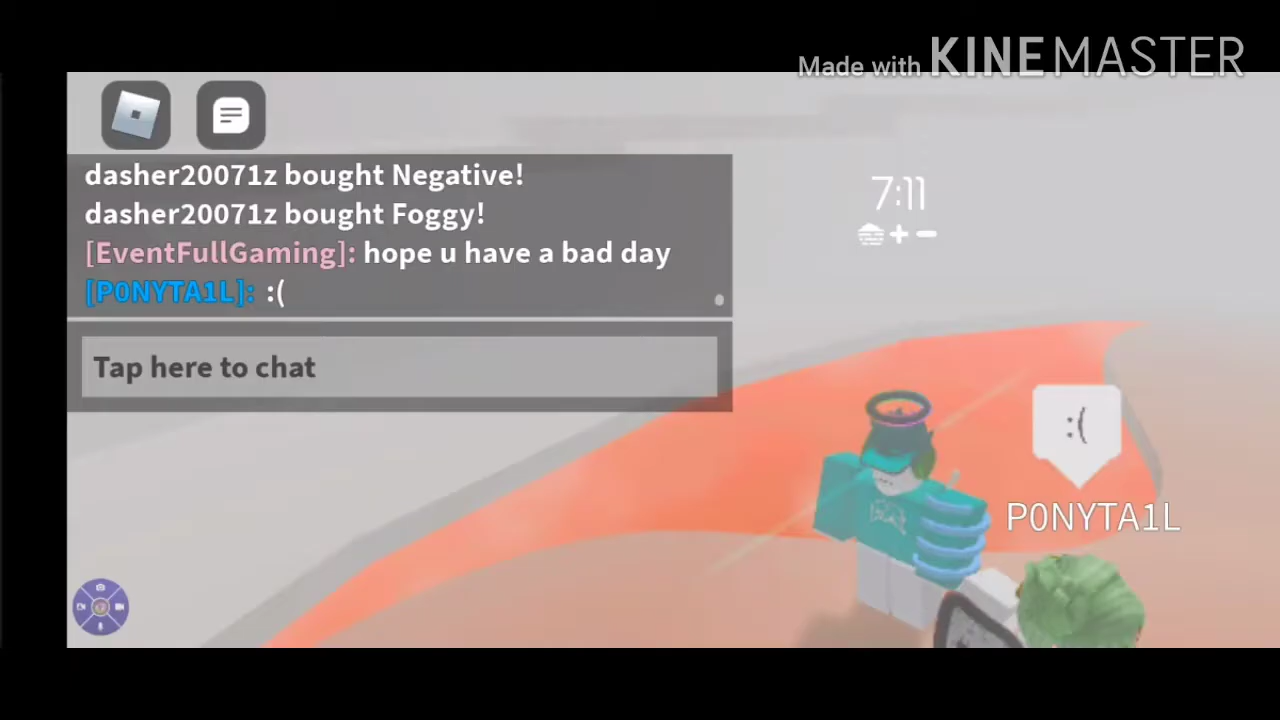 Made with KINEMASTER
dasher20071z bought Negative!
dasher20071z bought Foggy!
[EventFullGaming]: hope u have a bad day
[P0NYTA1L]: :(
Tap here to chat
7:11
:(
P0NYTA1L